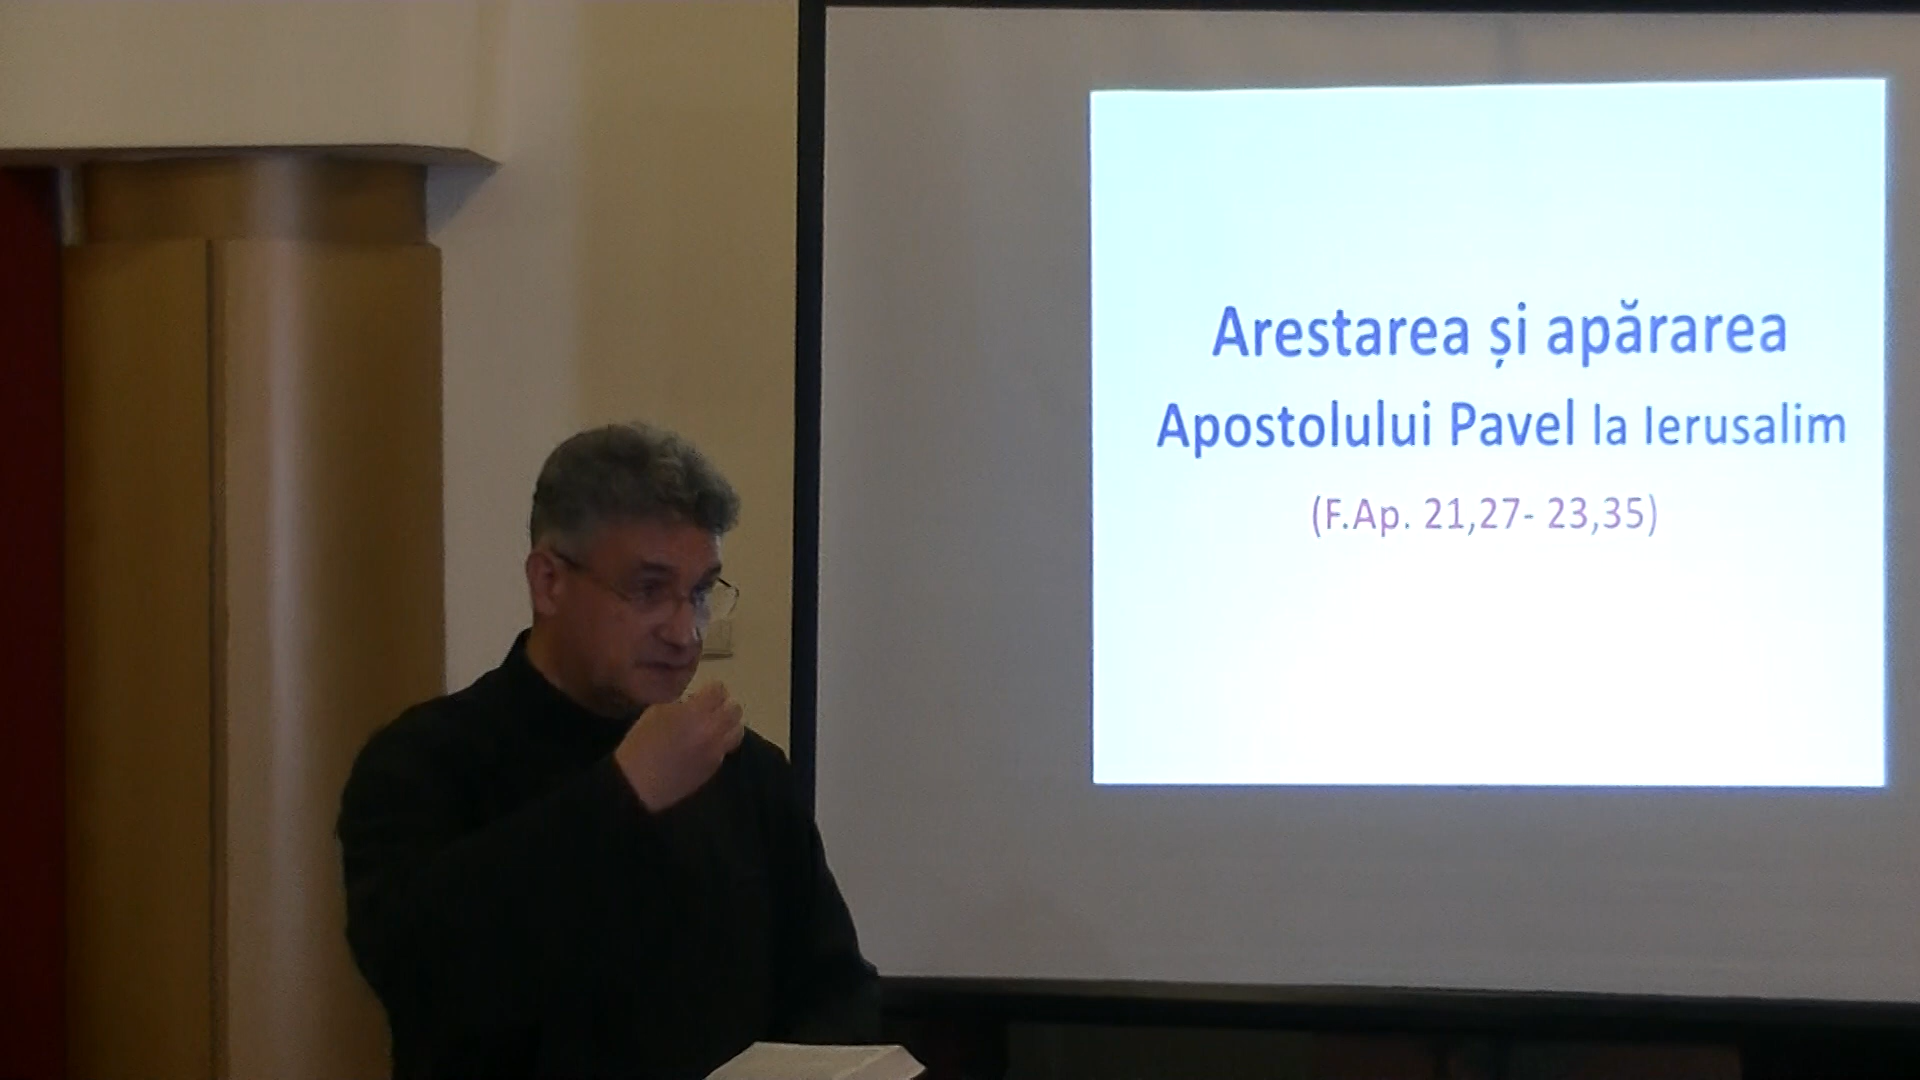 Arestarea și apărarea
Apostolului Pavel la Ierusalim
(F.Ap. 21,27- 23,35)